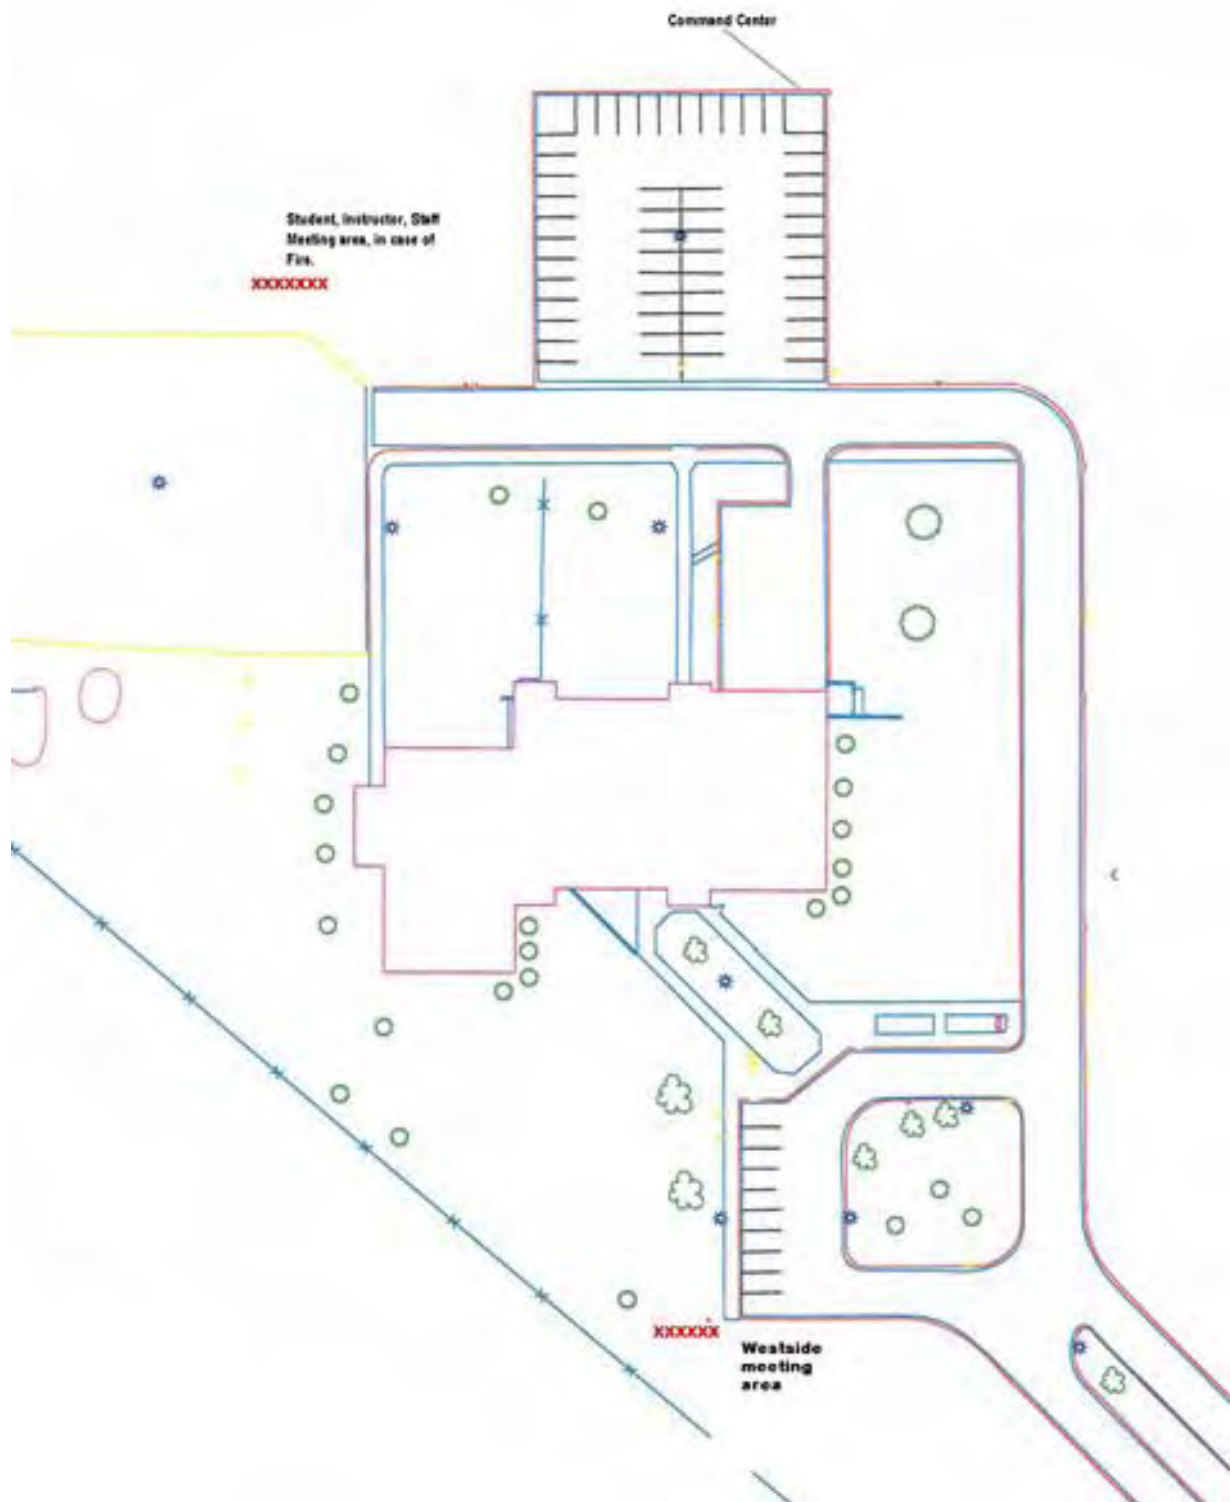 Command Center
Student, Instructor, Staff
Meeting area, in case of
Fire.
XXXXXXX
XXXXXX
Westside
meeting
area